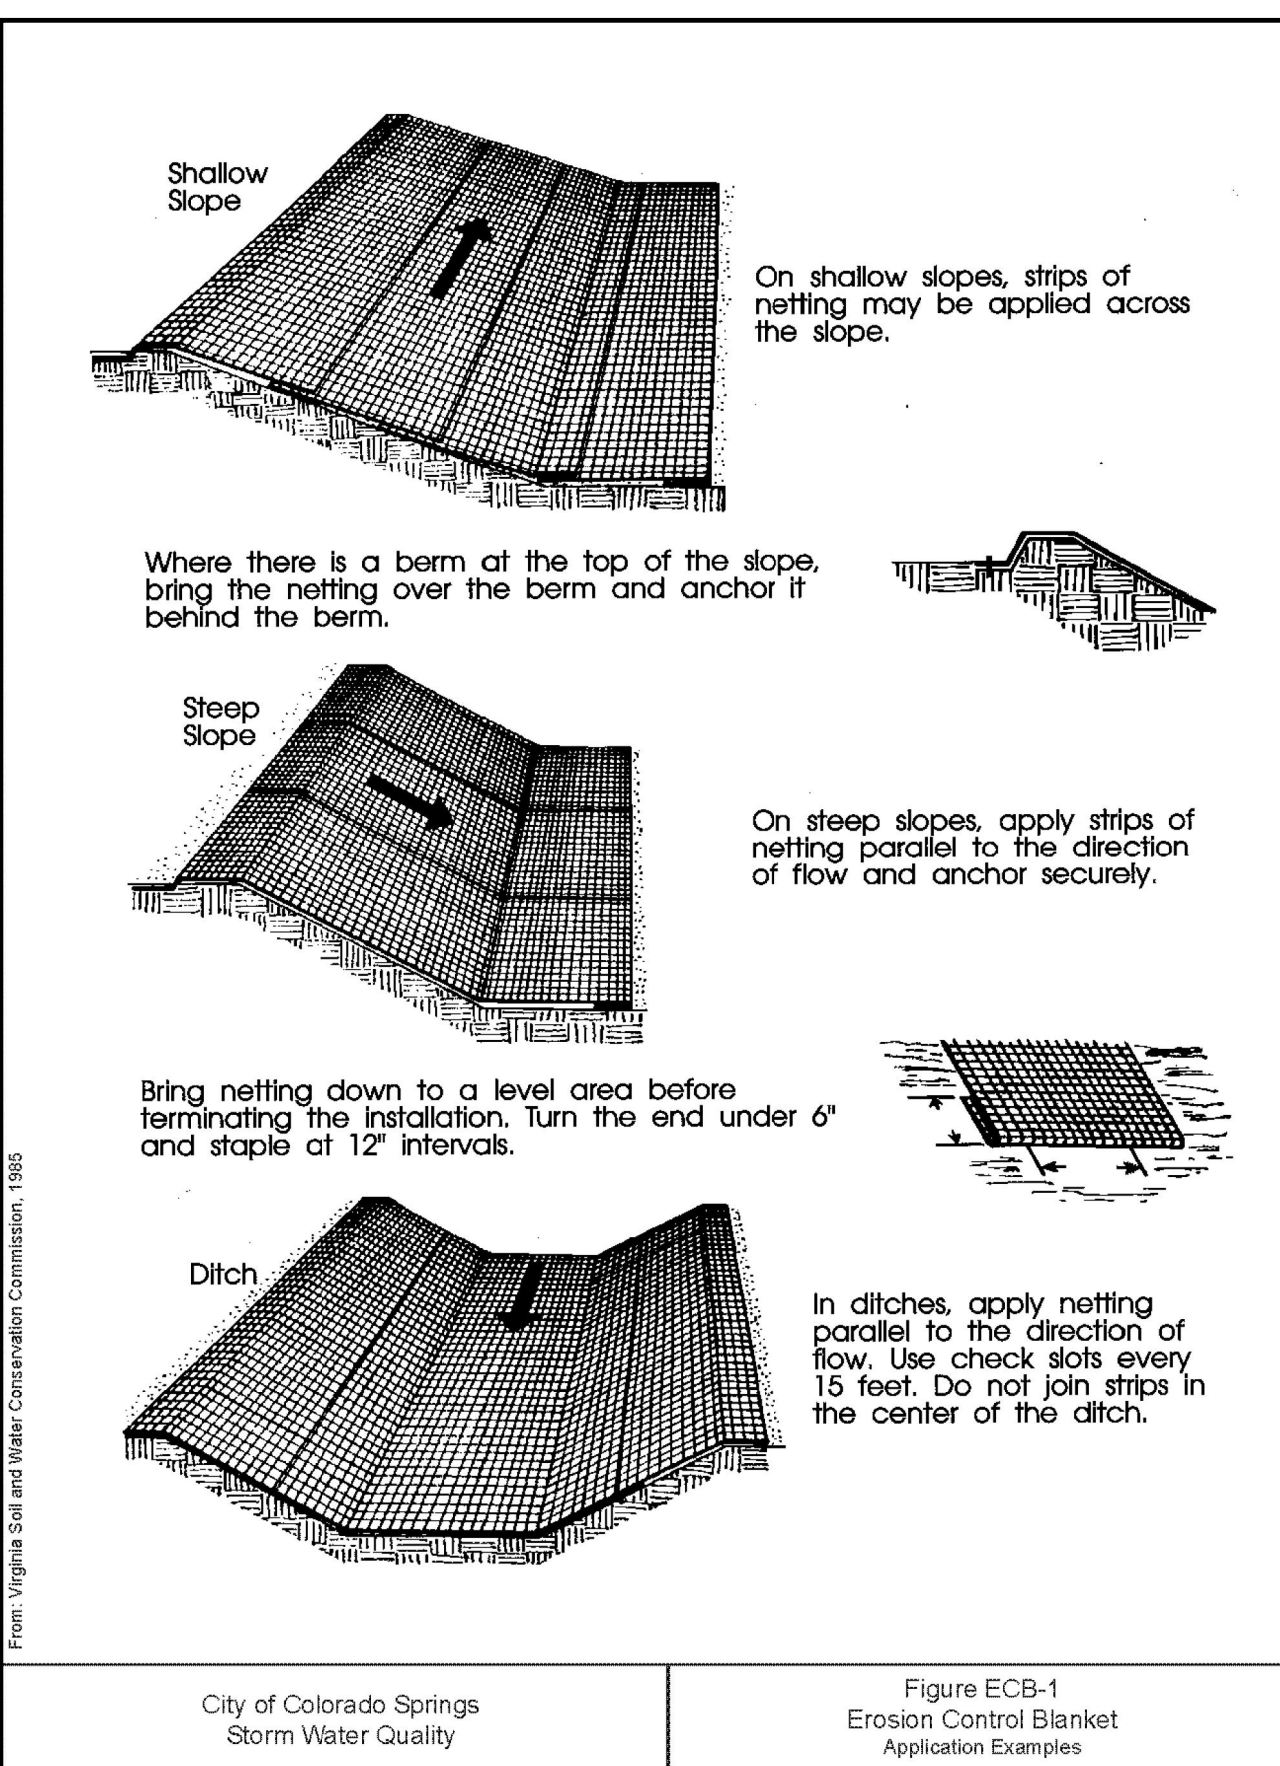 Shallow
Slope
On shallow slopes, strips of
netting may be applied across
the slope.
Where there is a berm at the top of the slope,
bring the netting over the berm and anchor it
behind the berm.
Steep
Slope
On steep slopes, apply strips of
netting parallel to the direction
of flow and anchor securely.
Bring netting down to a level area before
terminating the installation. Turn the end under 6"
and staple at 12" intervals.
Ditch
In ditches, apply netting
parallel to the direction of
flow. Use check slots every
15 feet. Do not join strips in
the center of the ditch.
From: Virginia Soil and Water Conservation Commission, 1985
City of Colorado Springs
Storm Water Quality
Figure ECB-1
Erosion Control Blanket
Application Examples